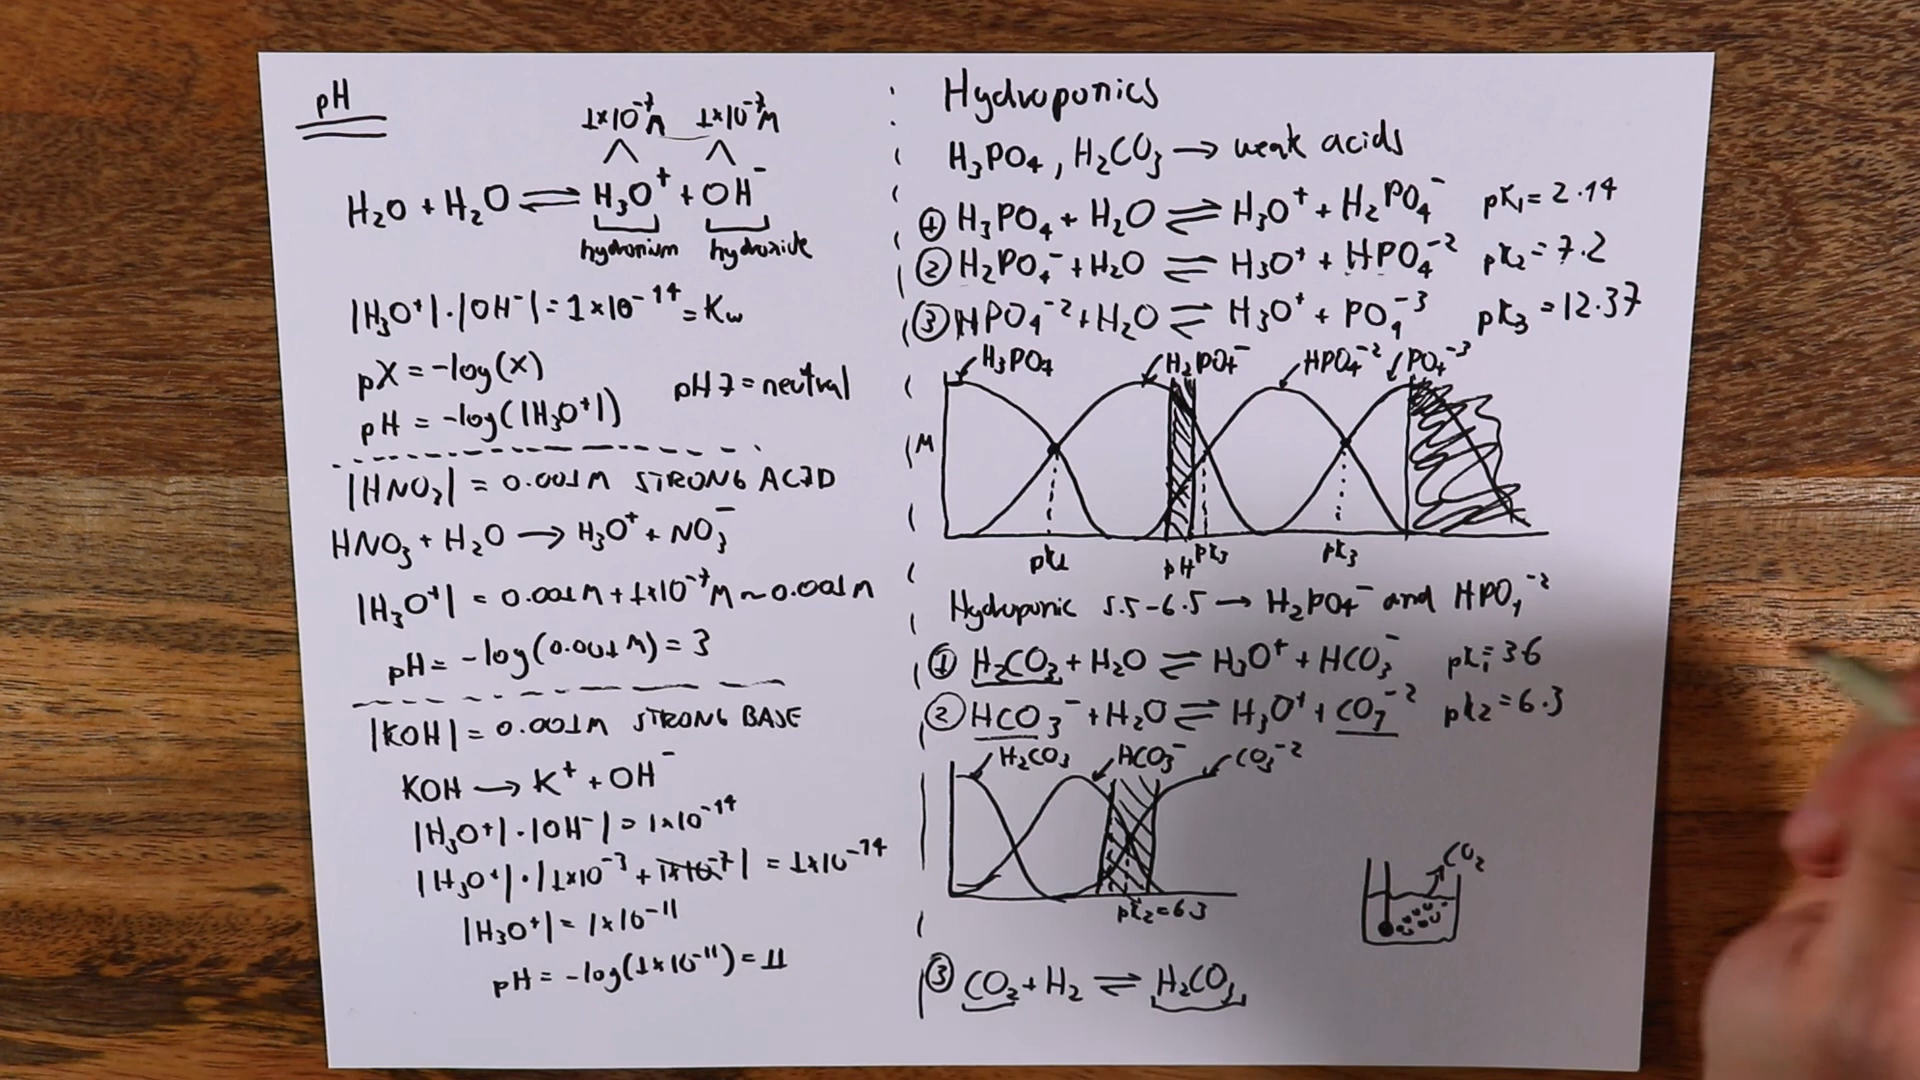 pH
1×10⁻⁷M 1×10⁻⁷M
H₂O + H₂O ⇌ H₃O⁺ + OH⁻
hydronium hydroxide
|H₃O⁺|·|OH⁻| = 1×10⁻¹⁴ = Kw
pX = -log(x)
pH 7 = neutral
pH = -log(|H₃O⁺|)
|HNO₃| = 0.001M STRONG ACID
HNO₃ + H₂O → H₃O⁺ + NO₃⁻
|H₃O⁺| = 0.001M + 1×10⁻⁷M ~ 0.001M
pH = -log(0.001M) = 3
|KOH| = 0.001M STRONG BASE
KOH → K⁺ + OH⁻
|H₃O⁺|·|OH⁻| = 1×10⁻¹⁴
|H₃O⁺|·|1×10⁻³ + 1×10⁻⁷| = 1×10⁻¹⁴
|H₃O⁺| = 1×10⁻¹¹
pH = -log(1×10⁻¹¹) = 11
Hydroponics
H₃PO₄, H₂CO₃ → weak acids
① H₃PO₄ + H₂O ⇌ H₃O⁺ + H₂PO₄⁻ pK₁ = 2.14
② H₂PO₄⁻ + H₂O ⇌ H₃O⁺ + HPO₄⁻² pK₂ = 7.2
③ HPO₄⁻² + H₂O ⇌ H₃O⁺ + PO₄⁻³ pK₃ = 12.37
H₃PO₄ H₂PO₄⁻ HPO₄⁻² PO₄⁻³
M
pK₁ pH pK₃ pK₃
Hydroponic 5.5-6.5 → H₂PO₄⁻ and HPO₄⁻²
① H₂CO₃ + H₂O ⇌ H₃O⁺ + HCO₃⁻ pK₁ = 3.6
② HCO₃⁻ + H₂O ⇌ H₃O⁺ + CO₃⁻² pK₂ = 6.3
H₂CO₃ HCO₃⁻ CO₃⁻²
pK₂ = 6.3
CO₂
③ CO₂ + H₂ ⇌ H₂CO₃